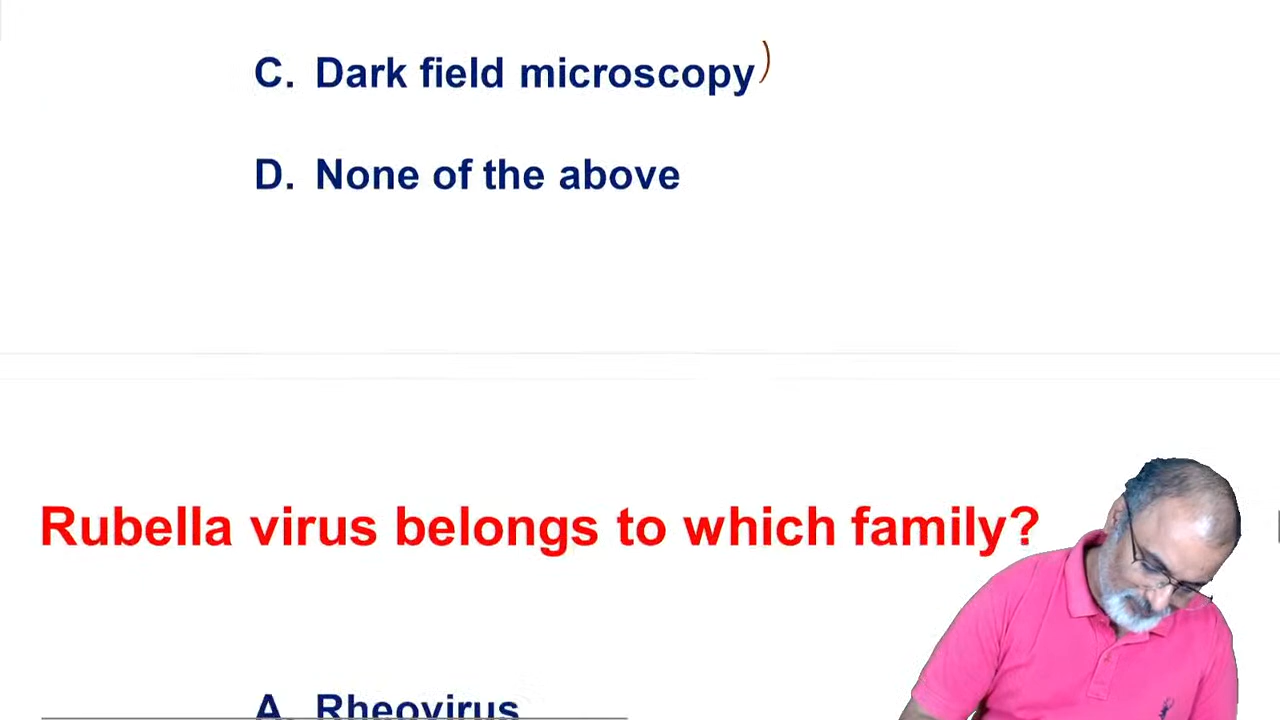 C. Dark field microscopy
D. None of the above
Rubella virus belongs to which family?
A. Rheovirus